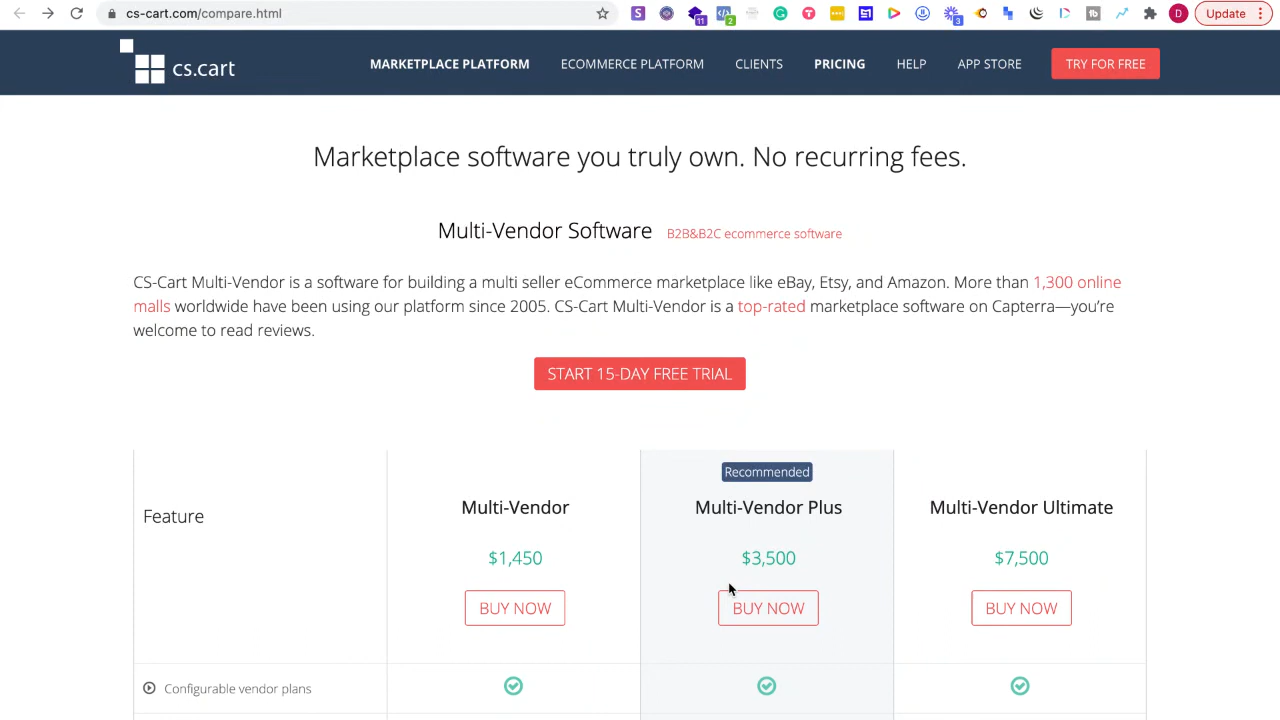 cs-cart.com/compare.html
11
2
3
D
Update
cs.cart
MARKETPLACE PLATFORM
ECOMMERCE PLATFORM
CLIENTS
PRICING
HELP
APP STORE
TRY FOR FREE
Marketplace software you truly own. No recurring fees.
Multi-Vendor Software B2B&B2C ecommerce software
CS-Cart Multi-Vendor is a software for building a multi seller eCommerce marketplace like eBay, Etsy, and Amazon. More than 1,300 online
malls worldwide have been using our platform since 2005. CS-Cart Multi-Vendor is a top-rated marketplace software on Capterra—you’re
welcome to read reviews.
START 15-DAY FREE TRIAL
Recommended
Feature
Multi-Vendor
Multi-Vendor Plus
Multi-Vendor Ultimate
$1,450
$3,500
$7,500
BUY NOW
BUY NOW
BUY NOW
Configurable vendor plans